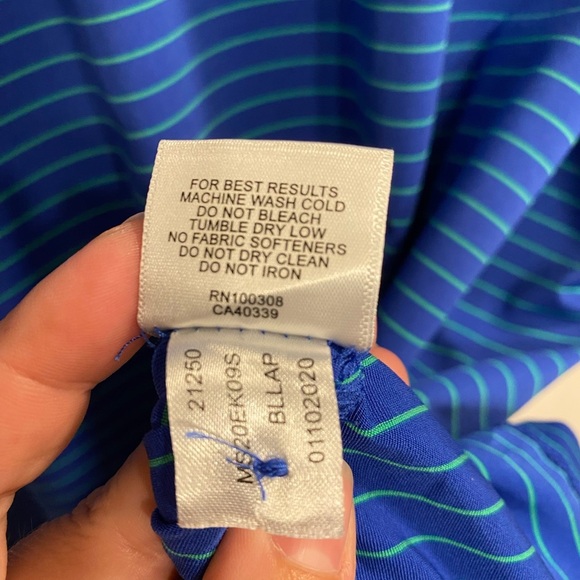 FOR BEST RESULTS
MACHINE WASH COLD
DO NOT BLEACH
TUMBLE DRY LOW
NO FABRIC SOFTENERS
DO NOT DRY CLEAN
DO NOT IRON
RN100308
CA40339
21250
MS20EK09S
BLLAP
01102020